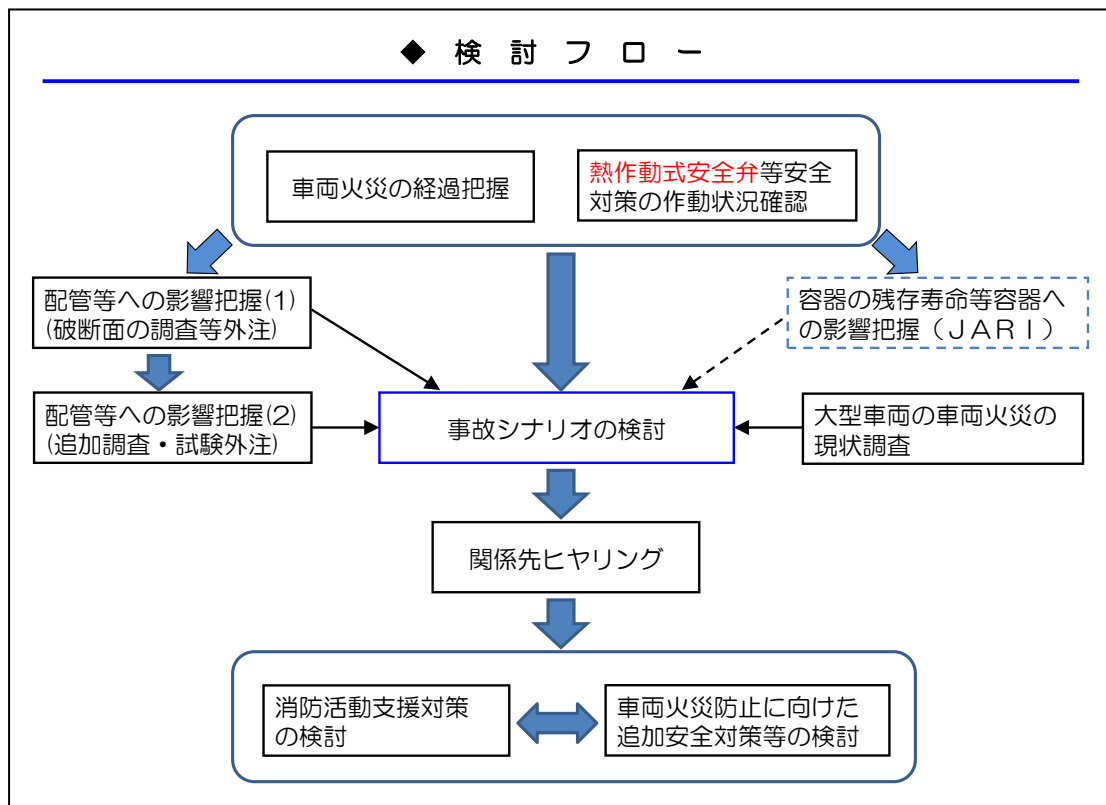 ◆ 検 討 フ ロ ー
車両火災の経過把握
熱作動式安全弁等安全
対策の作動状況確認
配管等への影響把握(1)
(破断面の調査等外注)
容器の残存寿命等容器へ
の影響把握（ＪＡＲＩ）
配管等への影響把握(2)
(追加調査・試験外注)
事故シナリオの検討
大型車両の車両火災の
現状調査
関係先ヒヤリング
消防活動支援対策
の検討
車両火災防止に向けた
追加安全対策等の検討